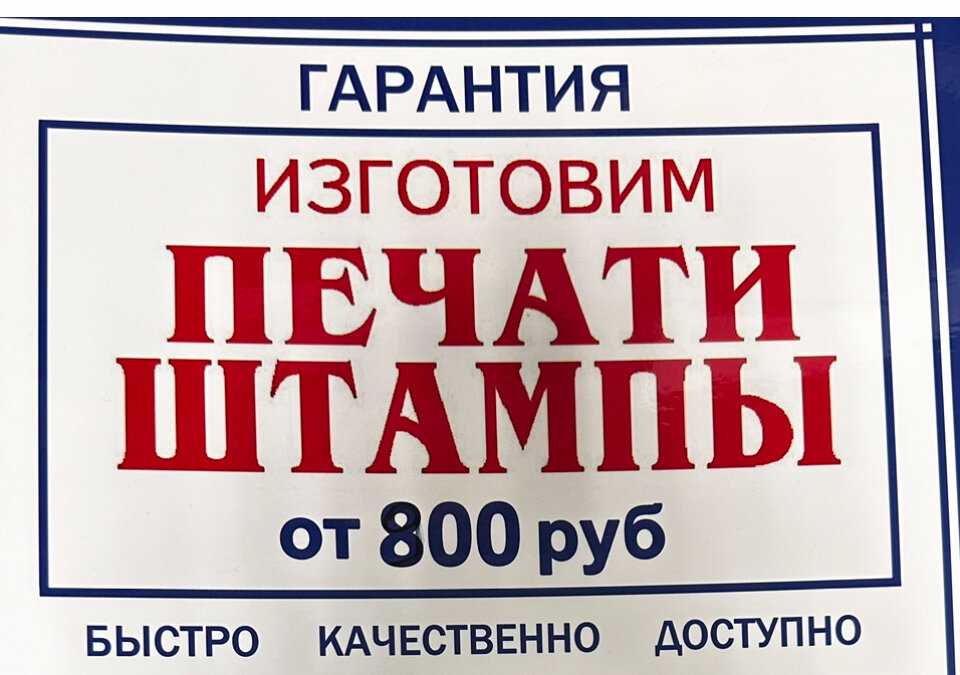 ГАРАНТИЯ
ИЗГОТОВИМ
ПЕЧАТИ
ШТАМПЫ
от 800 руб
БЫСТРО КАЧЕСТВЕННО ДОСТУПНО